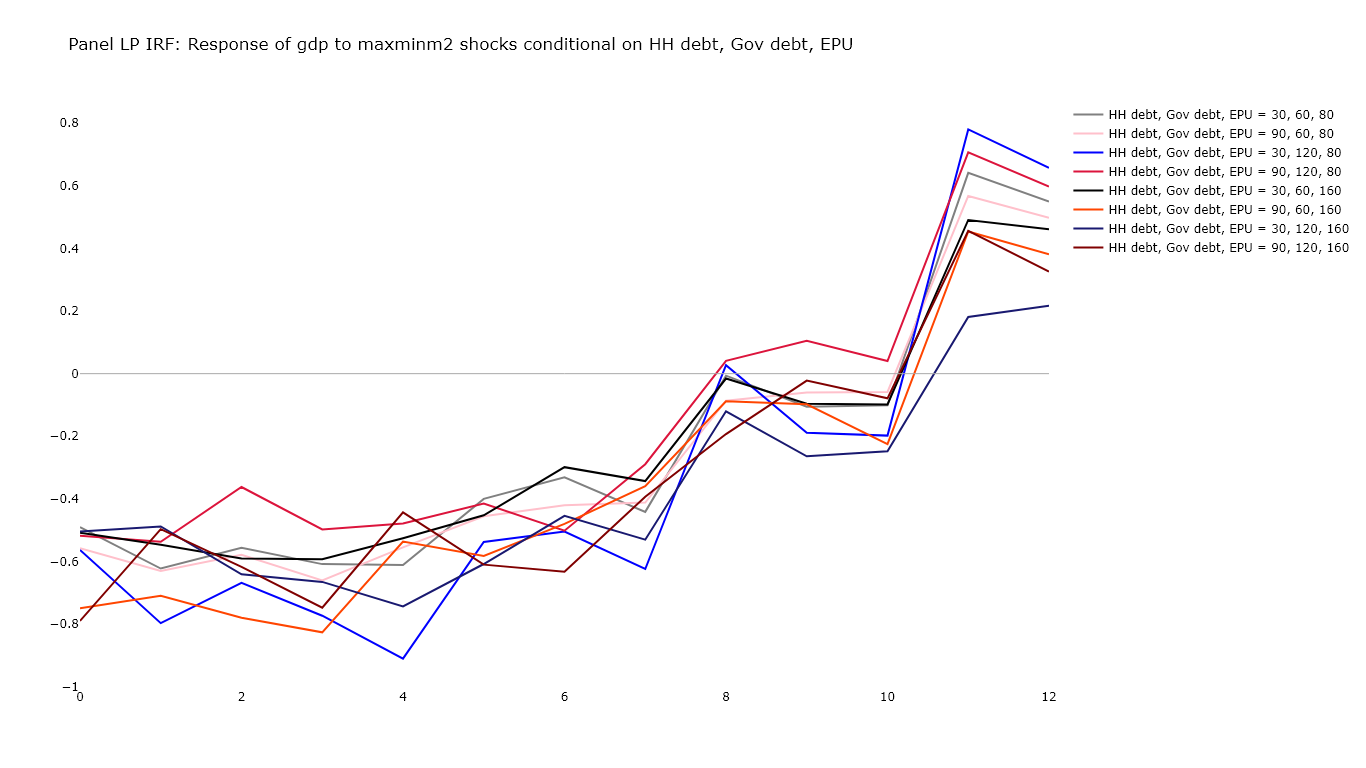 Panel LP IRF: Response of gdp to maxminm2 shocks conditional on HH debt, Gov debt, EPU
HH debt, Gov debt, EPU = 30, 60, 80
HH debt, Gov debt, EPU = 90, 60, 80
HH debt, Gov debt, EPU = 30, 120, 80
HH debt, Gov debt, EPU = 90, 120, 80
HH debt, Gov debt, EPU = 30, 60, 160
HH debt, Gov debt, EPU = 90, 60, 160
HH debt, Gov debt, EPU = 30, 120, 160
HH debt, Gov debt, EPU = 90, 120, 160
0.8
0.6
0.4
0.2
0
−0.2
−0.4
−0.6
−0.8
−1
0 2 4 6 8 10 12